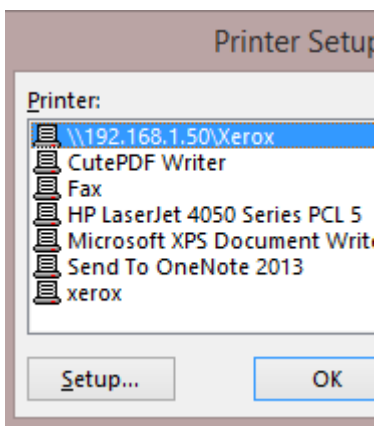 Printer Setup
Printer:
\\192.168.1.50\Xerox
CutePDF Writer
Fax
HP LaserJet 4050 Series PCL 5
Microsoft XPS Document Write
Send To OneNote 2013
xerox
Setup... OK